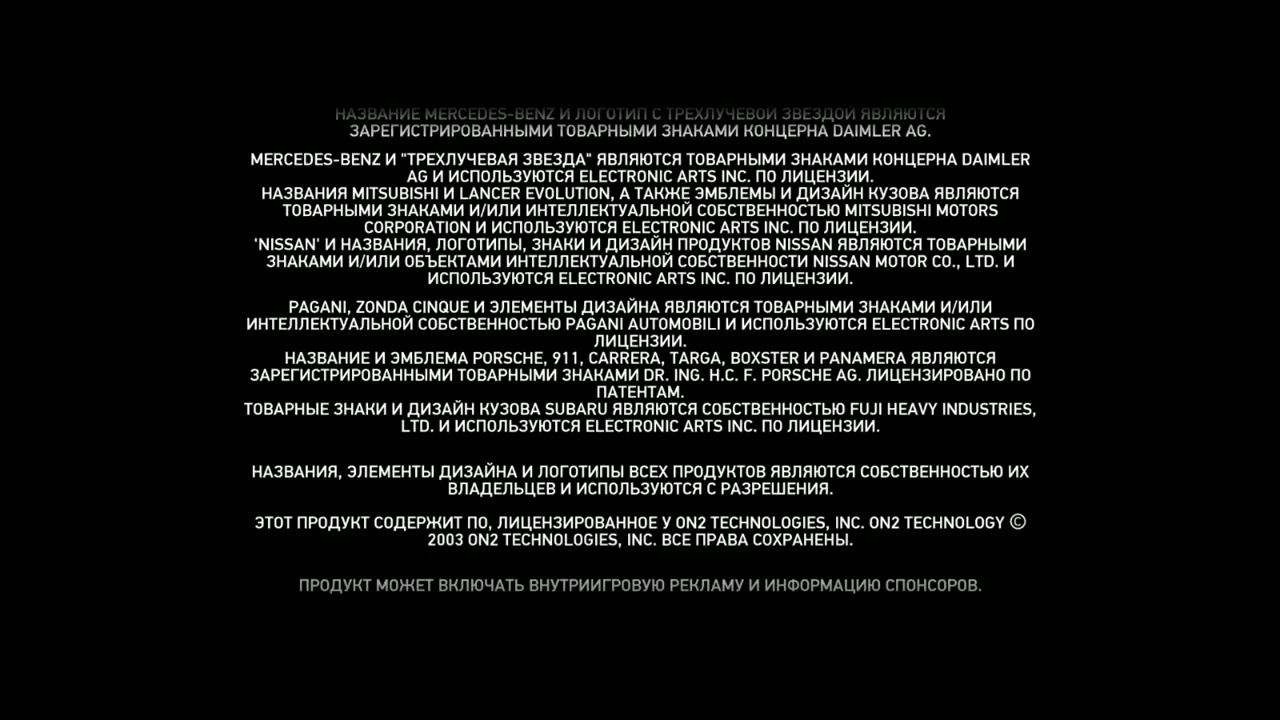 НАЗВАНИЕ MERCEDES-BENZ И ЛОГОТИП С ТРЕХЛУЧЕВОЙ ЗВЕЗДОЙ ЯВЛЯЮТСЯ
ЗАРЕГИСТРИРОВАННЫМИ ТОВАРНЫМИ ЗНАКАМИ КОНЦЕРНА DAIMLER AG.
MERCEDES-BENZ И "ТРЕХЛУЧЕВАЯ ЗВЕЗДА" ЯВЛЯЮТСЯ ТОВАРНЫМИ ЗНАКАМИ КОНЦЕРНА DAIMLER
AG И ИСПОЛЬЗУЮТСЯ ELECTRONIC ARTS INC. ПО ЛИЦЕНЗИИ.
НАЗВАНИЯ MITSUBISHI И LANCER EVOLUTION, А ТАКЖЕ ЭМБЛЕМЫ И ДИЗАЙН КУЗОВА ЯВЛЯЮТСЯ
ТОВАРНЫМИ ЗНАКАМИ И/ИЛИ ИНТЕЛЛЕКТУАЛЬНОЙ СОБСТВЕННОСТЬЮ MITSUBISHI MOTORS
CORPORATION И ИСПОЛЬЗУЮТСЯ ELECTRONIC ARTS INC. ПО ЛИЦЕНЗИИ.
'NISSAN' И НАЗВАНИЯ, ЛОГОТИПЫ, ЗНАКИ И ДИЗАЙН ПРОДУКТОВ NISSAN ЯВЛЯЮТСЯ ТОВАРНЫМИ
ЗНАКАМИ И/ИЛИ ОБЪЕКТАМИ ИНТЕЛЛЕКТУАЛЬНОЙ СОБСТВЕННОСТИ NISSAN MOTOR CO., LTD. И
ИСПОЛЬЗУЮТСЯ ELECTRONIC ARTS INC. ПО ЛИЦЕНЗИИ.
PAGANI, ZONDA CINQUE И ЭЛЕМЕНТЫ ДИЗАЙНА ЯВЛЯЮТСЯ ТОВАРНЫМИ ЗНАКАМИ И/ИЛИ
ИНТЕЛЛЕКТУАЛЬНОЙ СОБСТВЕННОСТЬЮ PAGANI AUTOMOBILI И ИСПОЛЬЗУЮТСЯ ELECTRONIC ARTS ПО
ЛИЦЕНЗИИ.
НАЗВАНИЕ И ЭМБЛЕМА PORSCHE, 911, CARRERA, TARGA, BOXSTER И PANAMERA ЯВЛЯЮТСЯ
ЗАРЕГИСТРИРОВАННЫМИ ТОВАРНЫМИ ЗНАКАМИ DR. ING. H.C. F. PORSCHE AG. ЛИЦЕНЗИРОВАНО ПО
ПАТЕНТАМ.
ТОВАРНЫЕ ЗНАКИ И ДИЗАЙН КУЗОВА SUBARU ЯВЛЯЮТСЯ СОБСТВЕННОСТЬЮ FUJI HEAVY INDUSTRIES,
LTD. И ИСПОЛЬЗУЮТСЯ ELECTRONIC ARTS INC. ПО ЛИЦЕНЗИИ.
НАЗВАНИЯ, ЭЛЕМЕНТЫ ДИЗАЙНА И ЛОГОТИПЫ ВСЕХ ПРОДУКТОВ ЯВЛЯЮТСЯ СОБСТВЕННОСТЬЮ ИХ
ВЛАДЕЛЬЦЕВ И ИСПОЛЬЗУЮТСЯ С РАЗРЕШЕНИЯ.
ЭТОТ ПРОДУКТ СОДЕРЖИТ ПО, ЛИЦЕНЗИРОВАННОЕ У ON2 TECHNOLOGIES, INC. ON2 TECHNOLOGY ©
2003 ON2 TECHNOLOGIES, INC. ВСЕ ПРАВА СОХРАНЕНЫ.
ПРОДУКТ МОЖЕТ ВКЛЮЧАТЬ ВНУТРИИГРОВУЮ РЕКЛАМУ И ИНФОРМАЦИЮ СПОНСОРОВ.